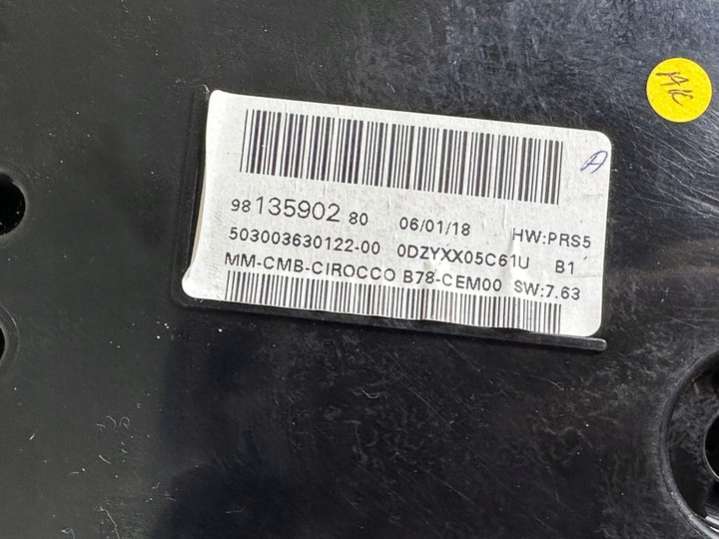 98 135902 80 06/01/18 HW:PRS5
503003630122-00 0DZYXX05C61U B1
MM-CMB-CIROCCO B78-CEM00 SW:7.63
A